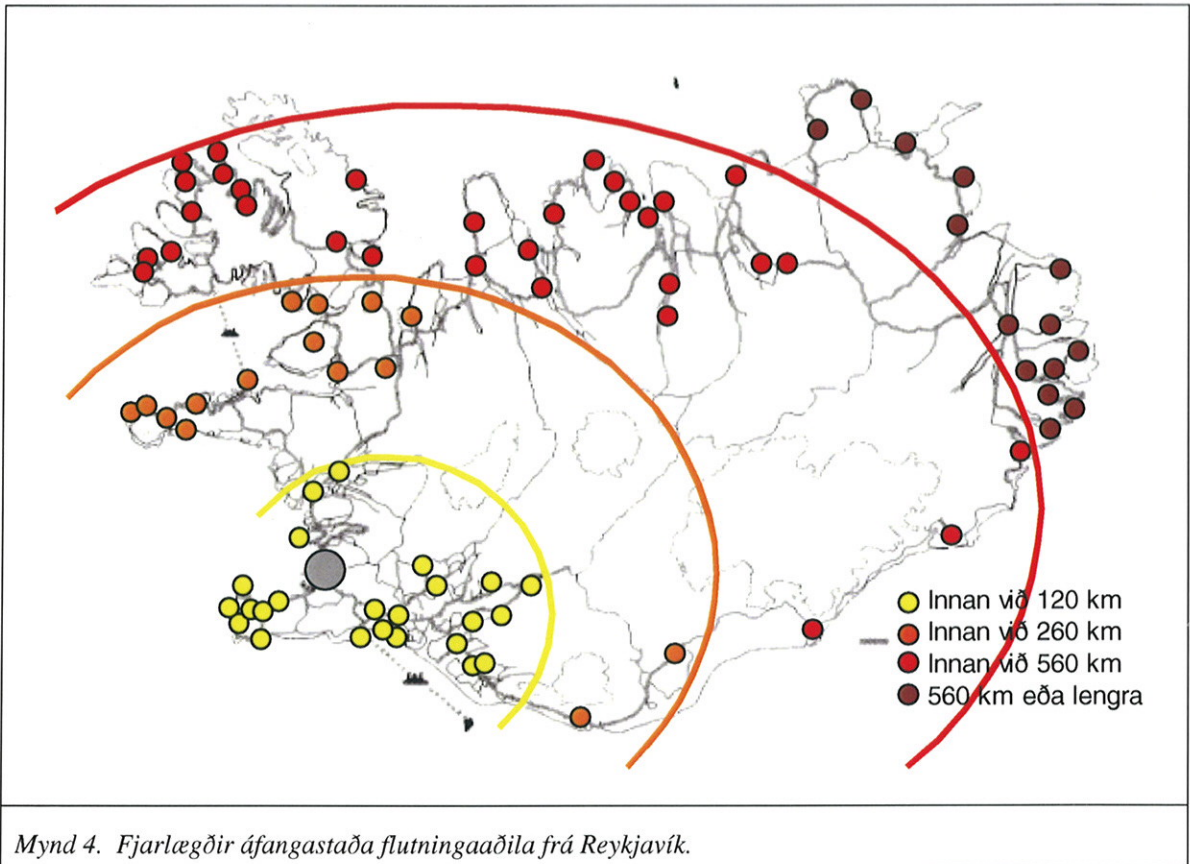 Innan við 120 km
Innan við 260 km
Innan við 560 km
560 km eða lengra
Mynd 4. Fjarlægðir áfangastaða flutningaaðila frá Reykjavík.